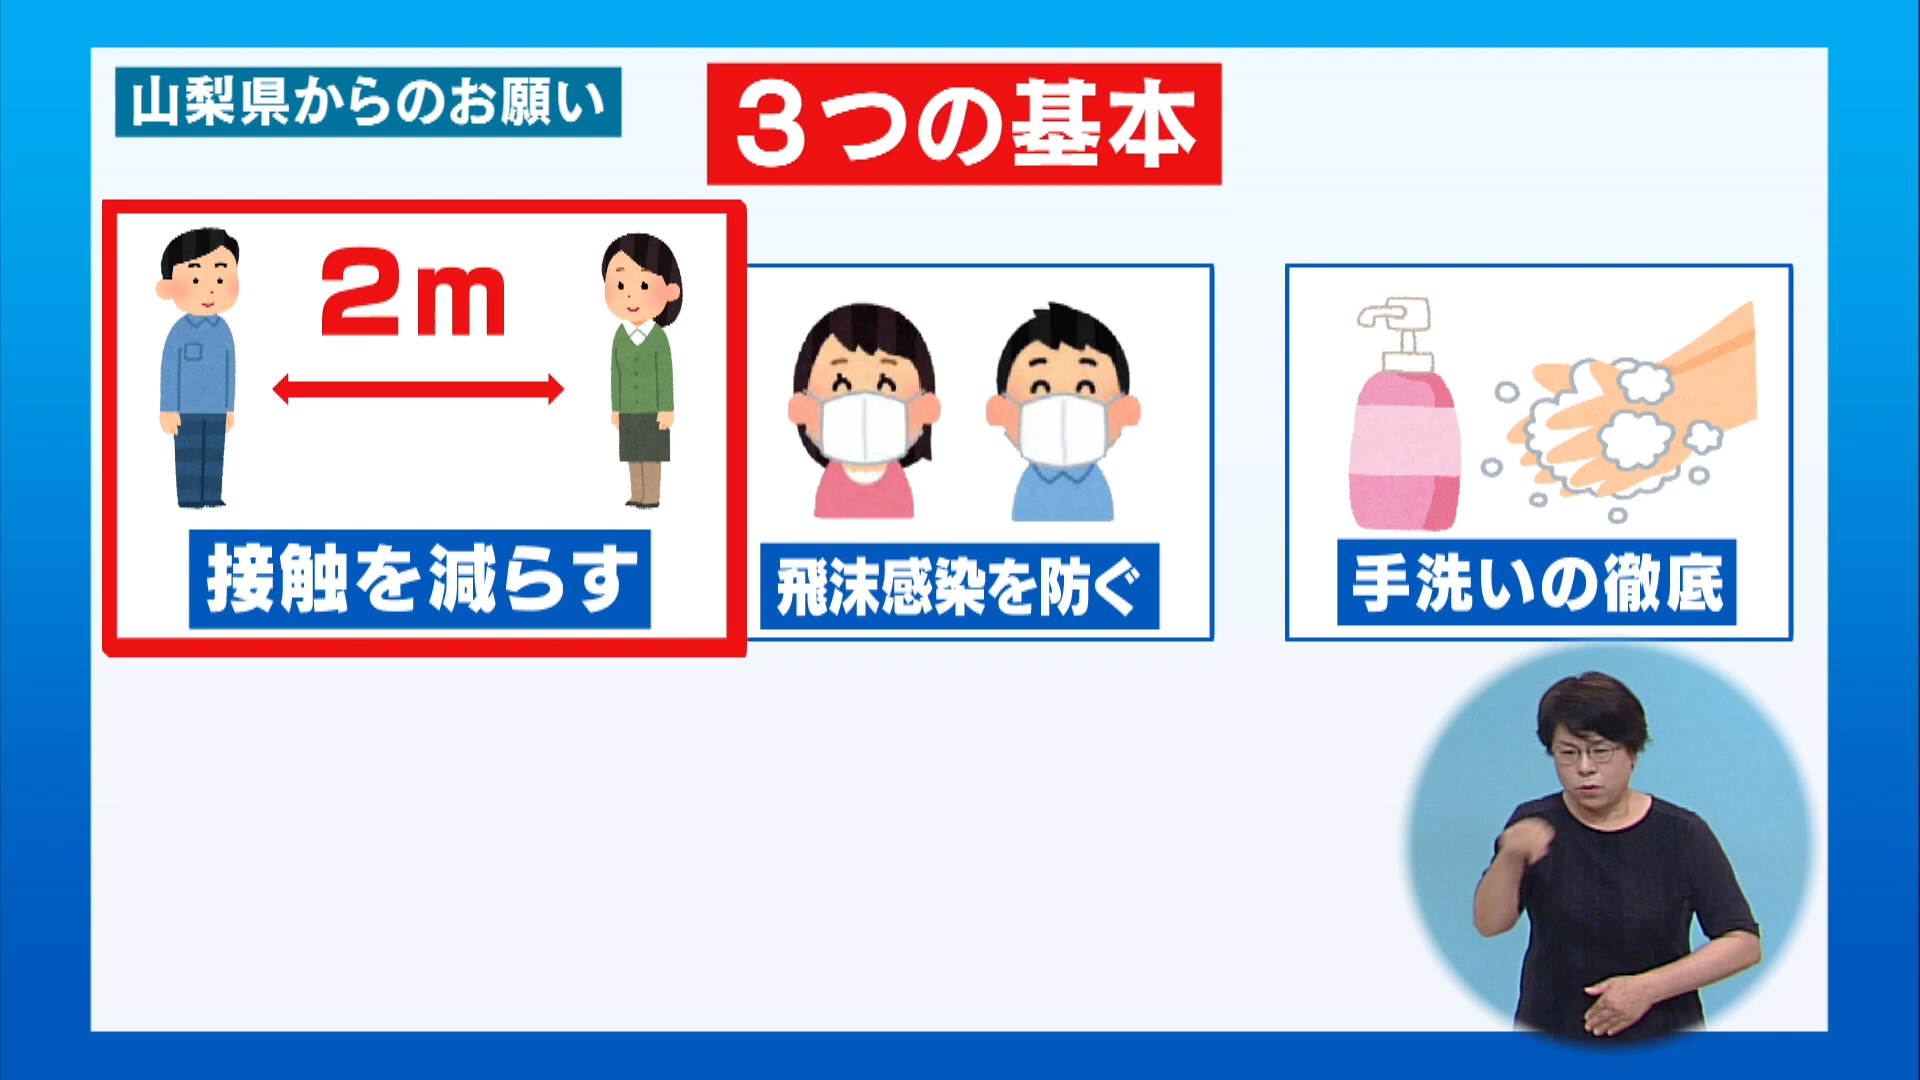 山梨県からのお願い
3つの基本
2m
接触を減らす
飛沫感染を防ぐ
手洗いの徹底